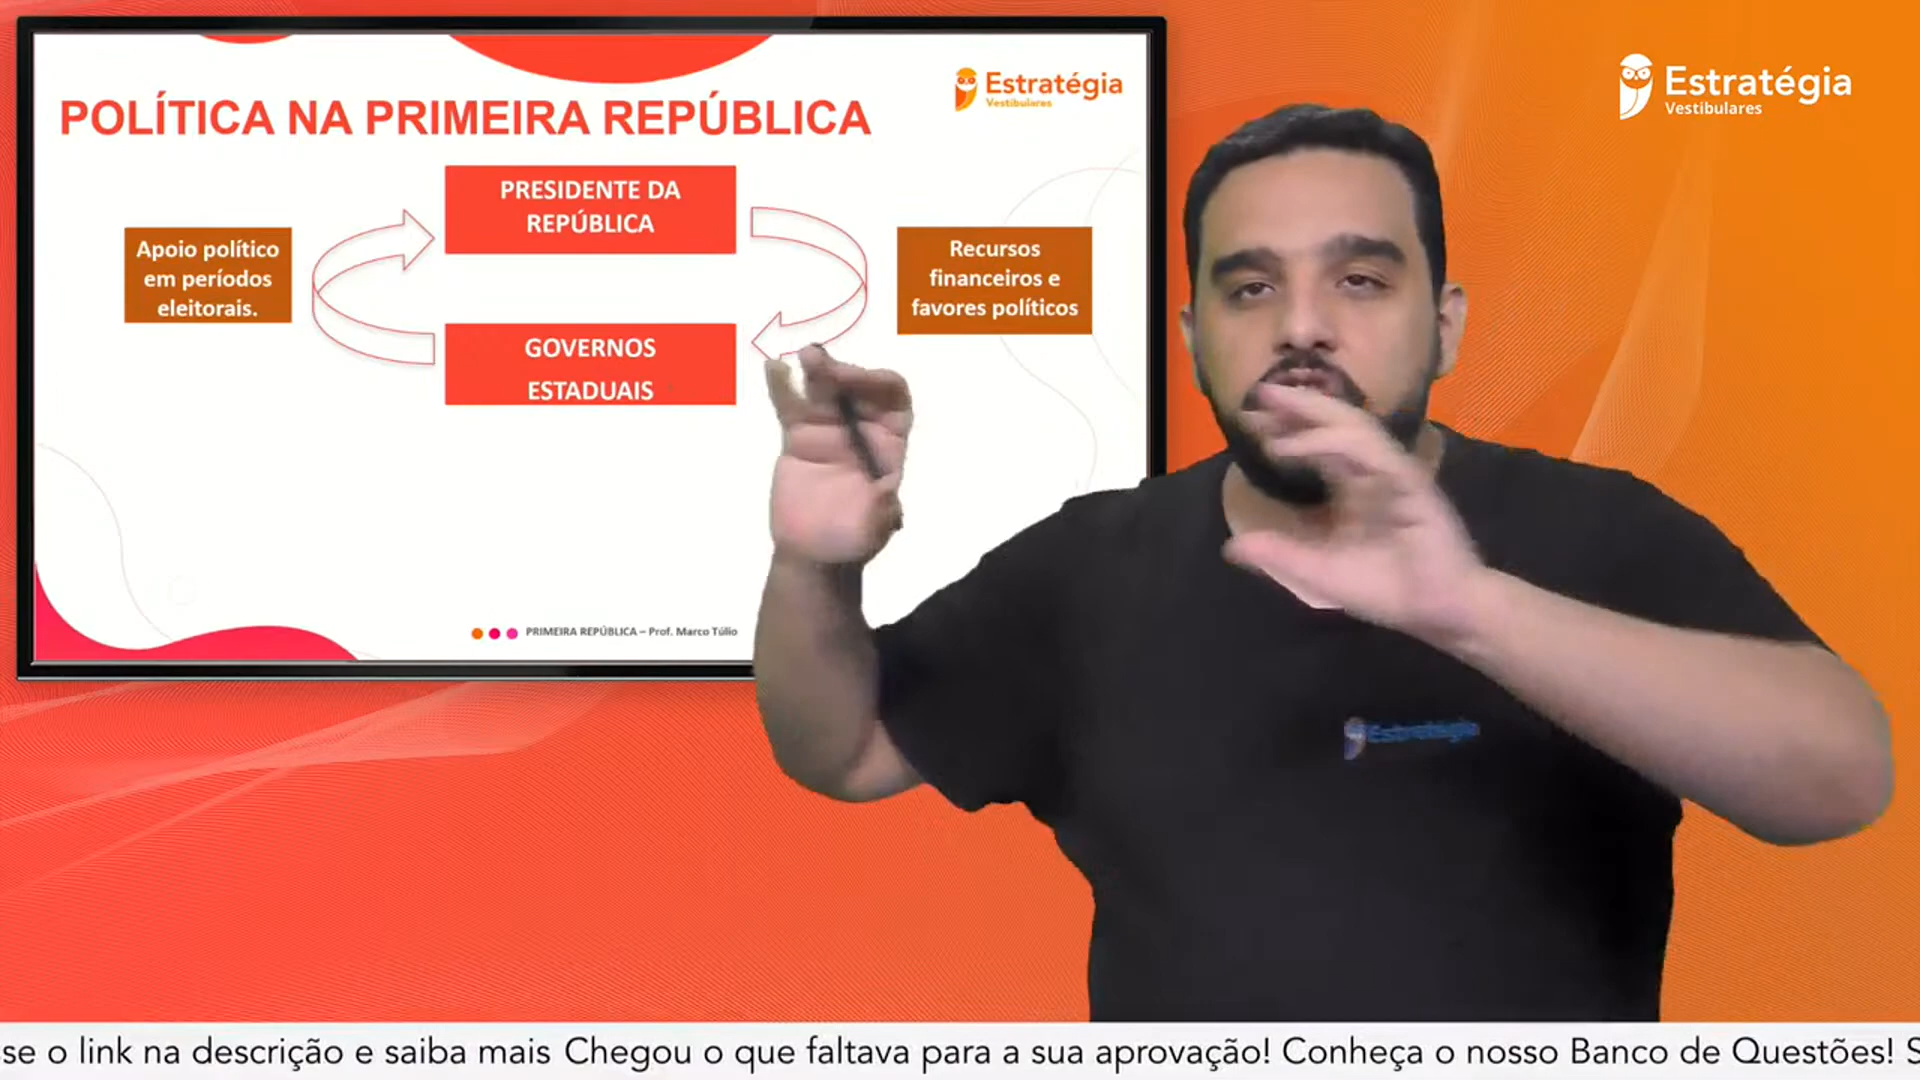 POLÍTICA NA PRIMEIRA REPÚBLICA
Estratégia
Vestibulares
PRESIDENTE DA
REPÚBLICA
Apoio político
em períodos
eleitorais.
Recursos
financeiros e
favores políticos
GOVERNOS
ESTADUAIS
PRIMEIRA REPÚBLICA – Prof. Marco Túlio
Estratégia
Vestibulares
Estratégia
se o link na descrição e saiba mais Chegou o que faltava para a sua aprovação! Conheça o nosso Banco de Questões! S